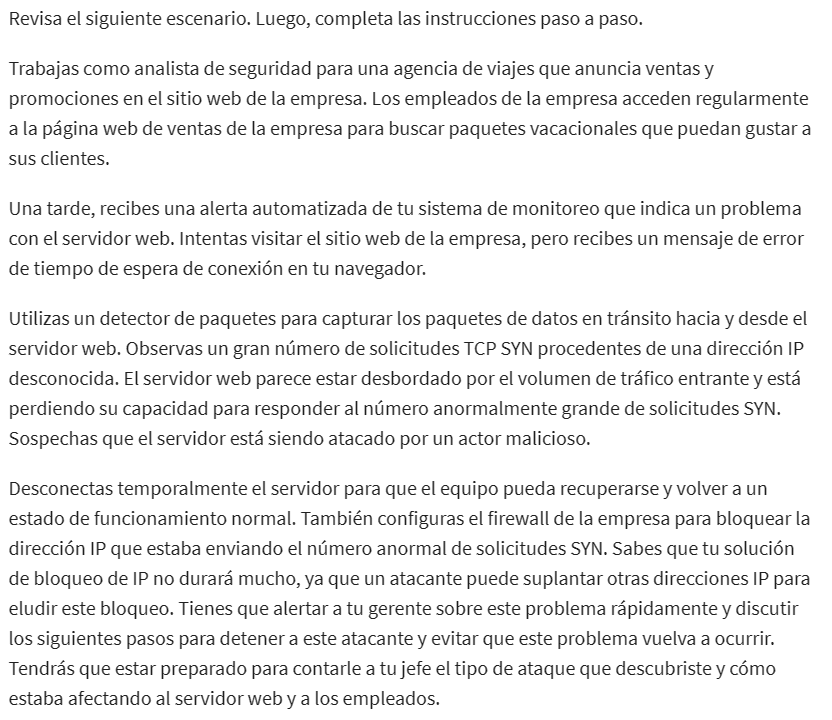 Revisa el siguiente escenario. Luego, completa las instrucciones paso a paso.
Trabajas como analista de seguridad para una agencia de viajes que anuncia ventas y
promociones en el sitio web de la empresa. Los empleados de la empresa acceden regularmente
a la página web de ventas de la empresa para buscar paquetes vacacionales que puedan gustar a
sus clientes.
Una tarde, recibes una alerta automatizada de tu sistema de monitoreo que indica un problema
con el servidor web. Intentas visitar el sitio web de la empresa, pero recibes un mensaje de error
de tiempo de espera de conexión en tu navegador.
Utilizas un detector de paquetes para capturar los paquetes de datos en tránsito hacia y desde el
servidor web. Observas un gran número de solicitudes TCP SYN procedentes de una dirección IP
desconocida. El servidor web parece estar desbordado por el volumen de tráfico entrante y está
perdiendo su capacidad para responder al número anormalmente grande de solicitudes SYN.
Sospechas que el servidor está siendo atacado por un actor malicioso.
Desconectas temporalmente el servidor para que el equipo pueda recuperarse y volver a un
estado de funcionamiento normal. También configuras el firewall de la empresa para bloquear la
dirección IP que estaba enviando el número anormal de solicitudes SYN. Sabes que tu solución
de bloqueo de IP no durará mucho, ya que un atacante puede suplantar otras direcciones IP para
eludir este bloqueo. Tienes que alertar a tu gerente sobre este problema rápidamente y discutir
los siguientes pasos para detener a este atacante y evitar que este problema vuelva a ocurrir.
Tendrás que estar preparado para contarle a tu jefe el tipo de ataque que descubriste y cómo
estaba afectando al servidor web y a los empleados.